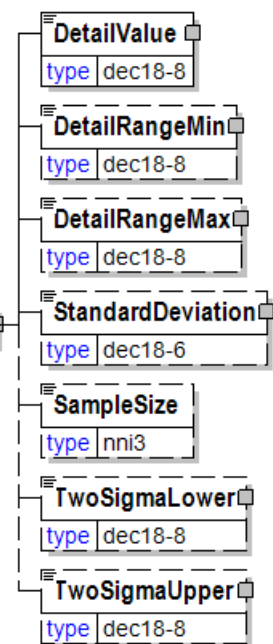 DetailValue
type dec18-8
DetailRangeMin
type dec18-8
DetailRangeMax
type dec18-8
StandardDeviation
type dec18-6
SampleSize
type nni3
TwoSigmaLower
type dec18-8
TwoSigmaUpper
type dec18-8